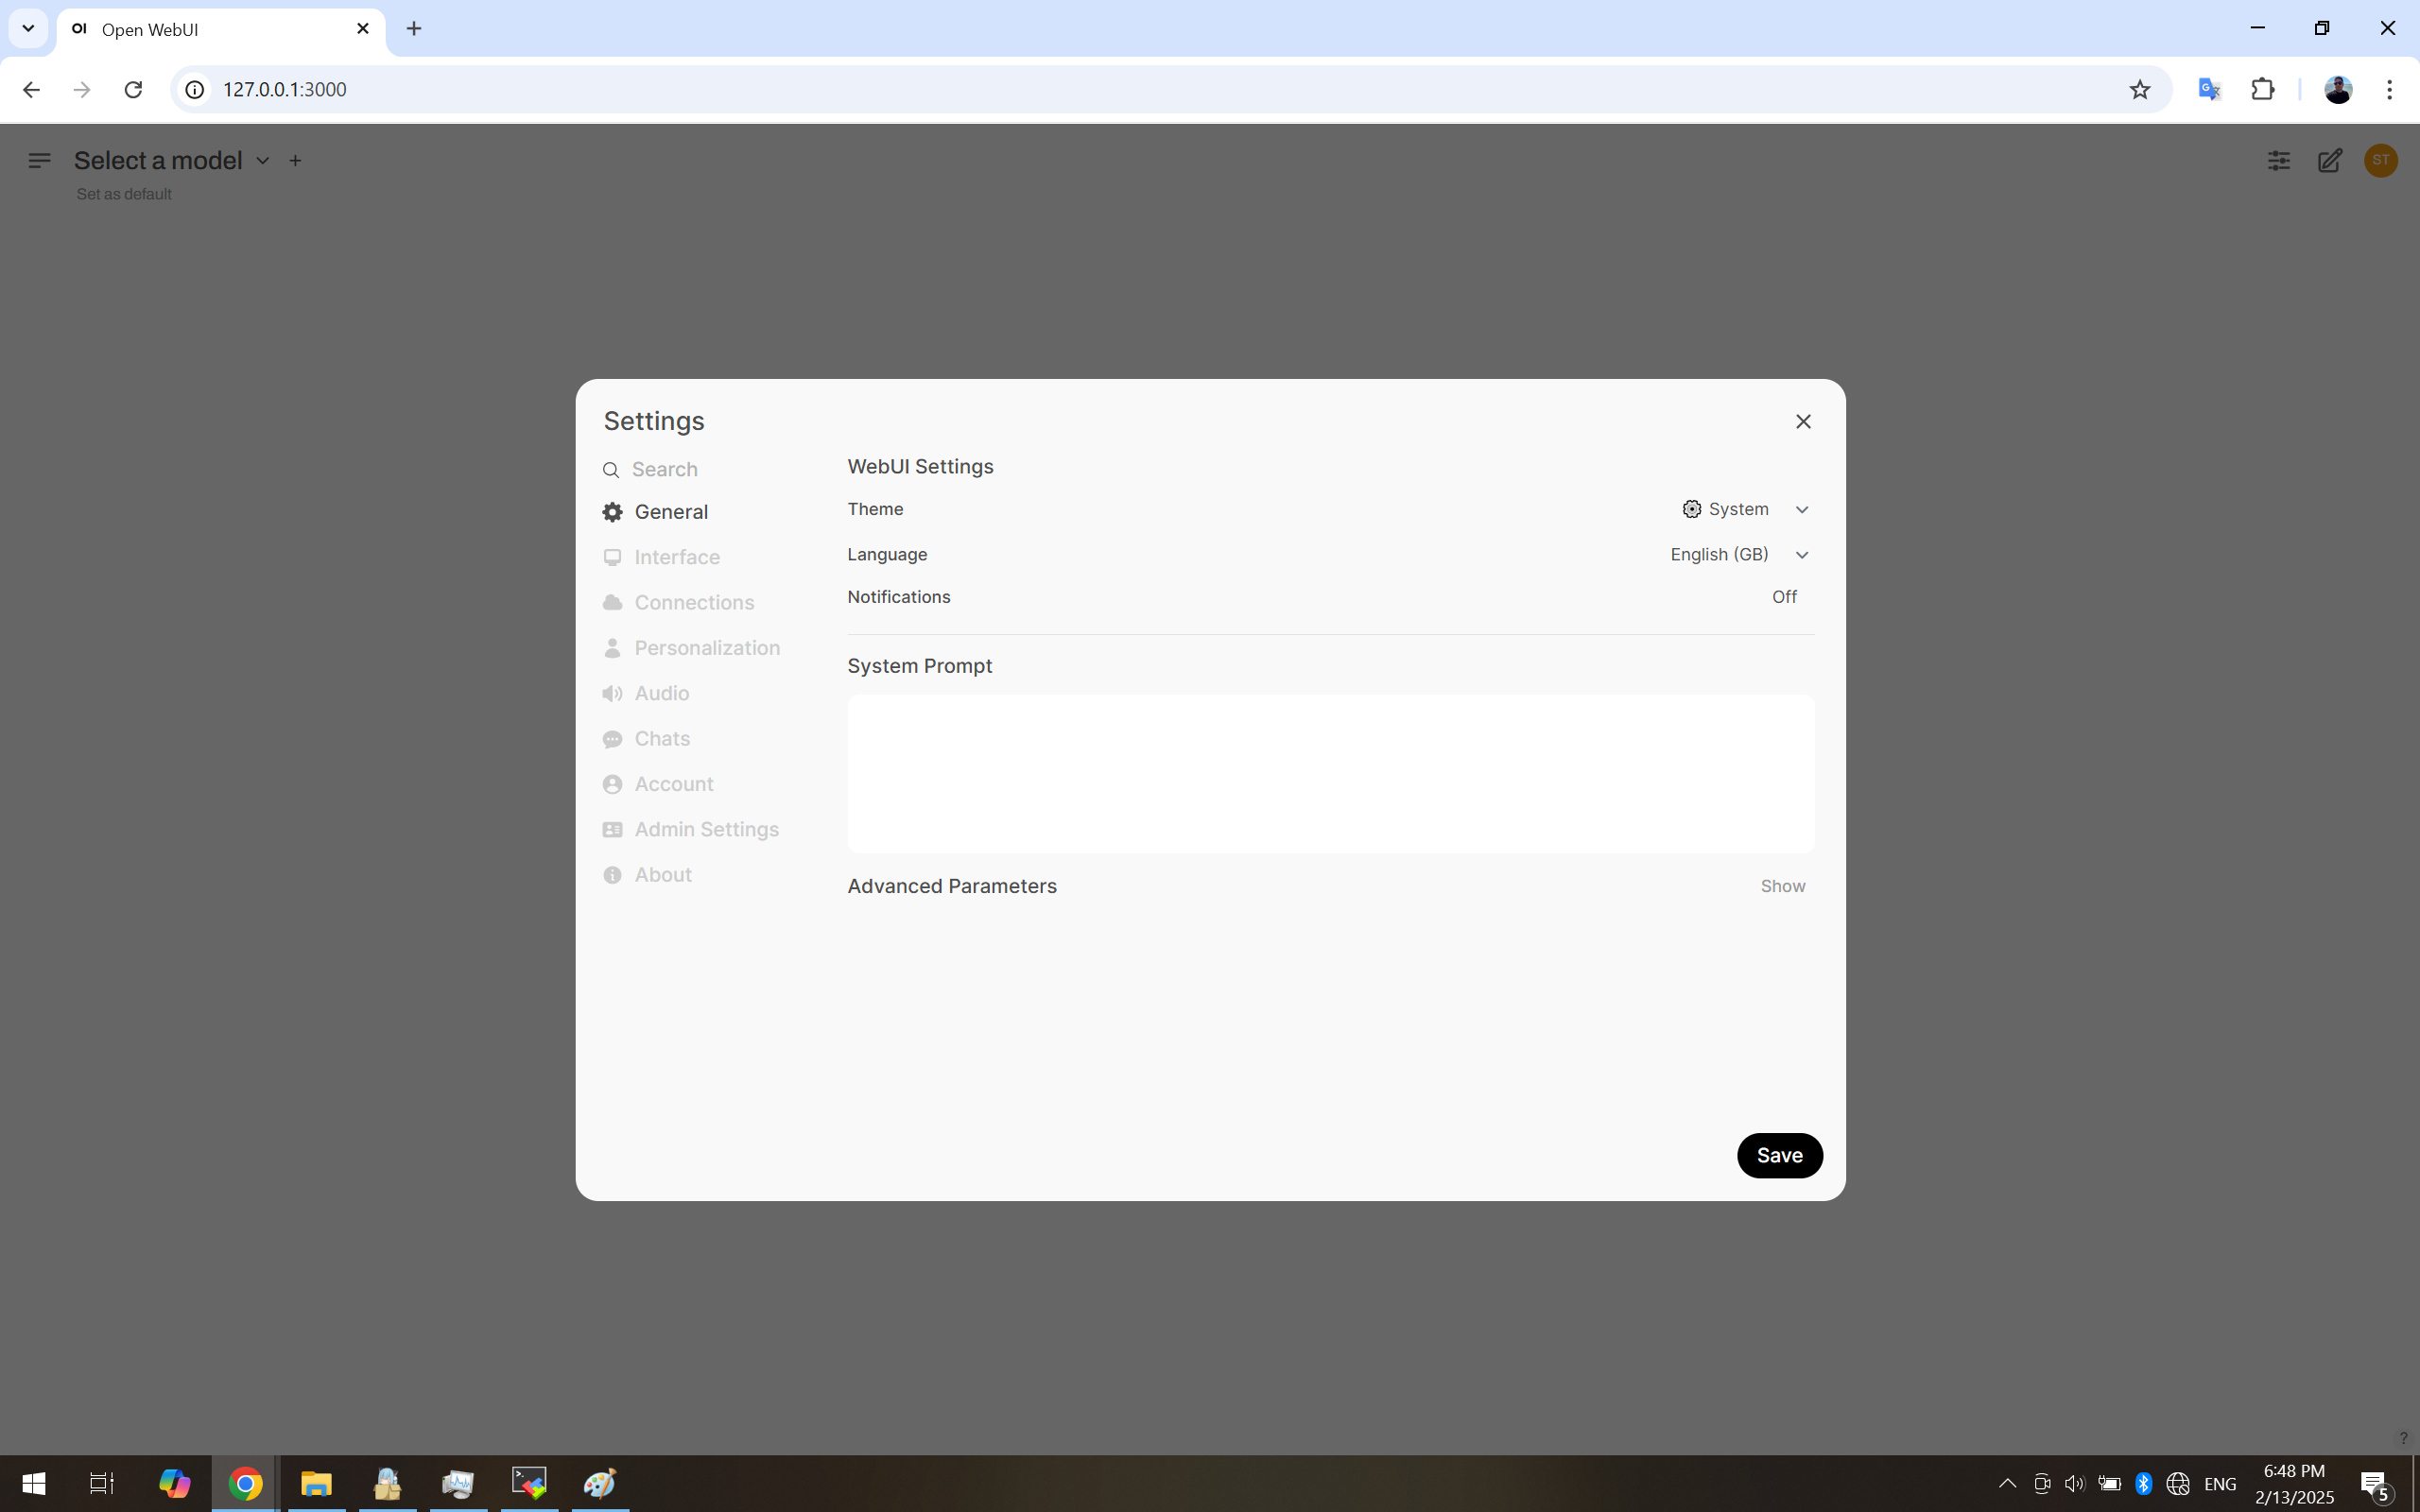 OI Open WebUI
127.0.0.1:3000
Select a model
ST
Set as default
Settings
Search
General
Interface
Connections
Personalization
Audio
Chats
Account
Admin Settings
About
WebUI Settings
Theme System
Language English (GB)
Notifications Off
System Prompt
Advanced Parameters Show
Save
?
ENG
6:48 PM
2/13/2025
5